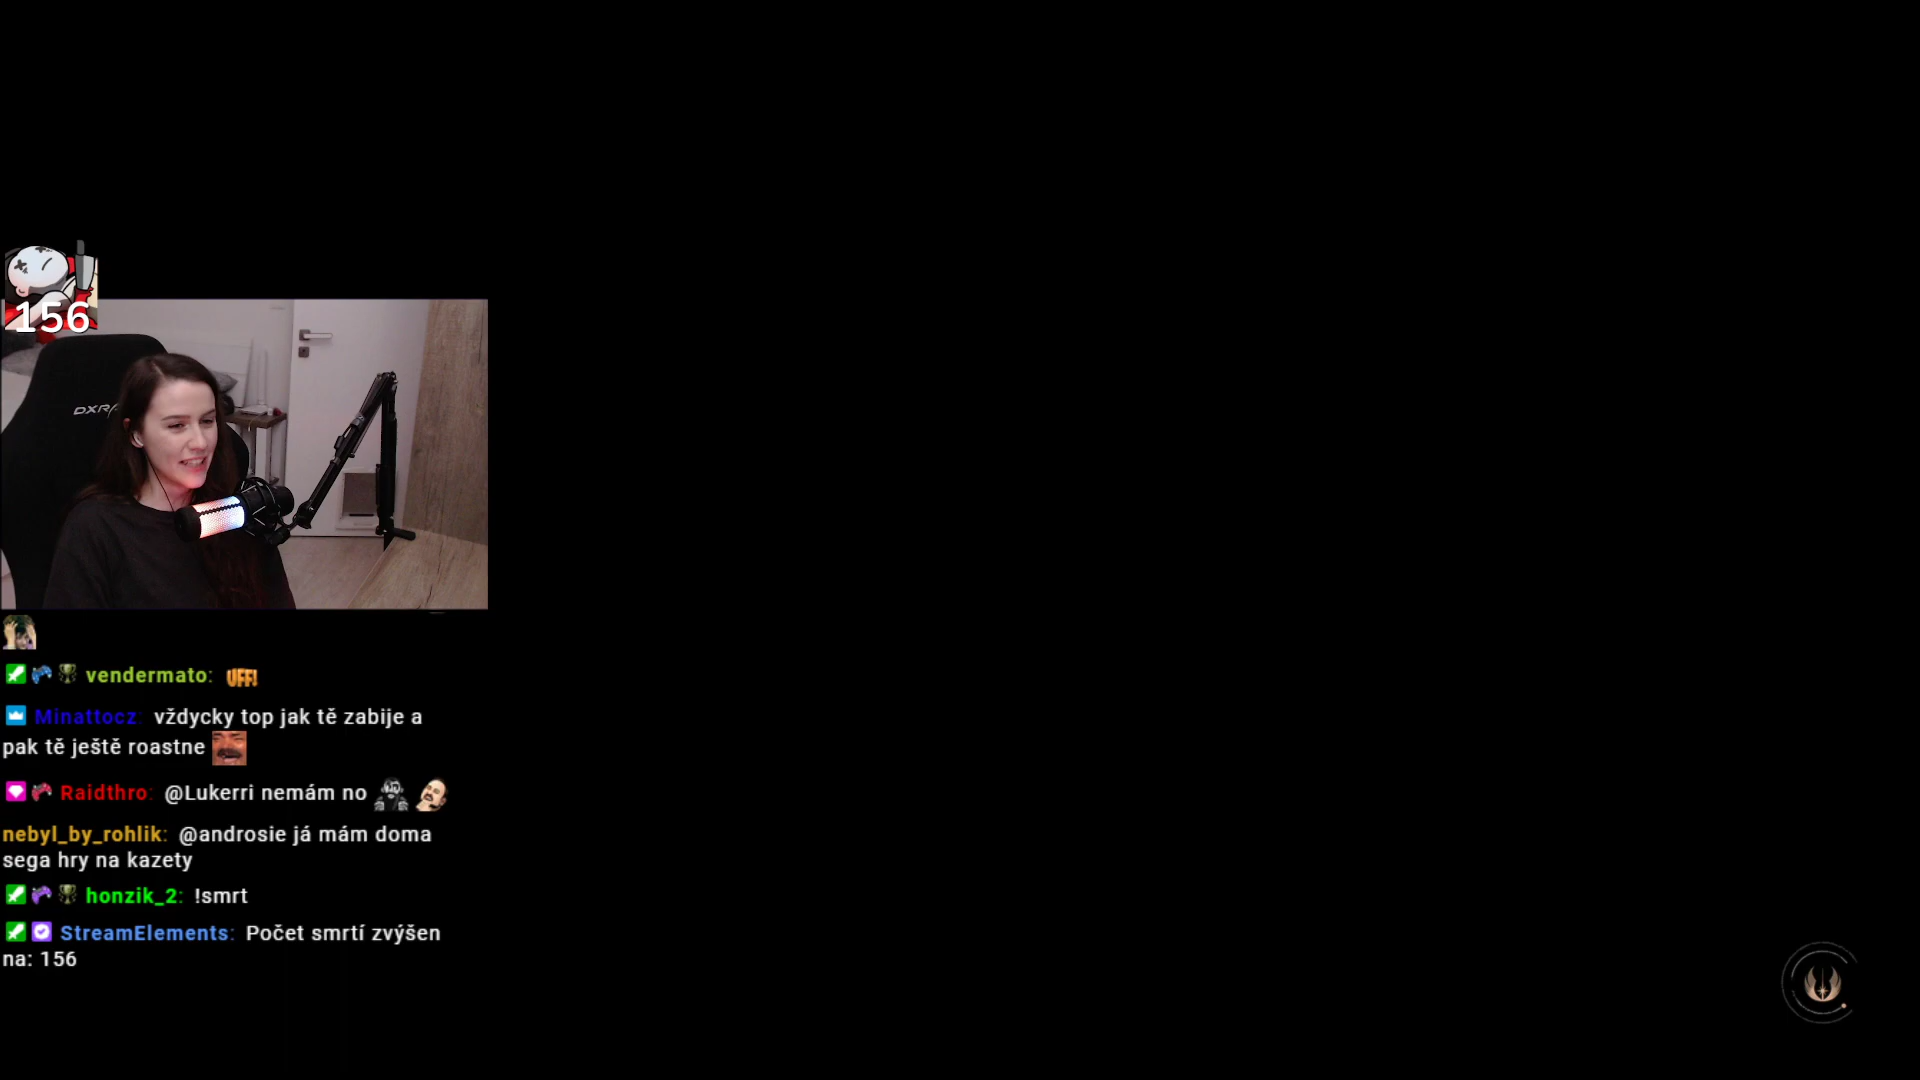 156
DXRA
vendermato: UFF!
Minattocz: vždycky top jak tě zabije a
pak tě ještě roastne
Raidthro: @Lukerri nemám no
nebyl_by_rohlik: @androsie já mám doma
sega hry na kazety
honzik_2: !smrt
StreamElements: Počet smrtí zvýšen
na: 156